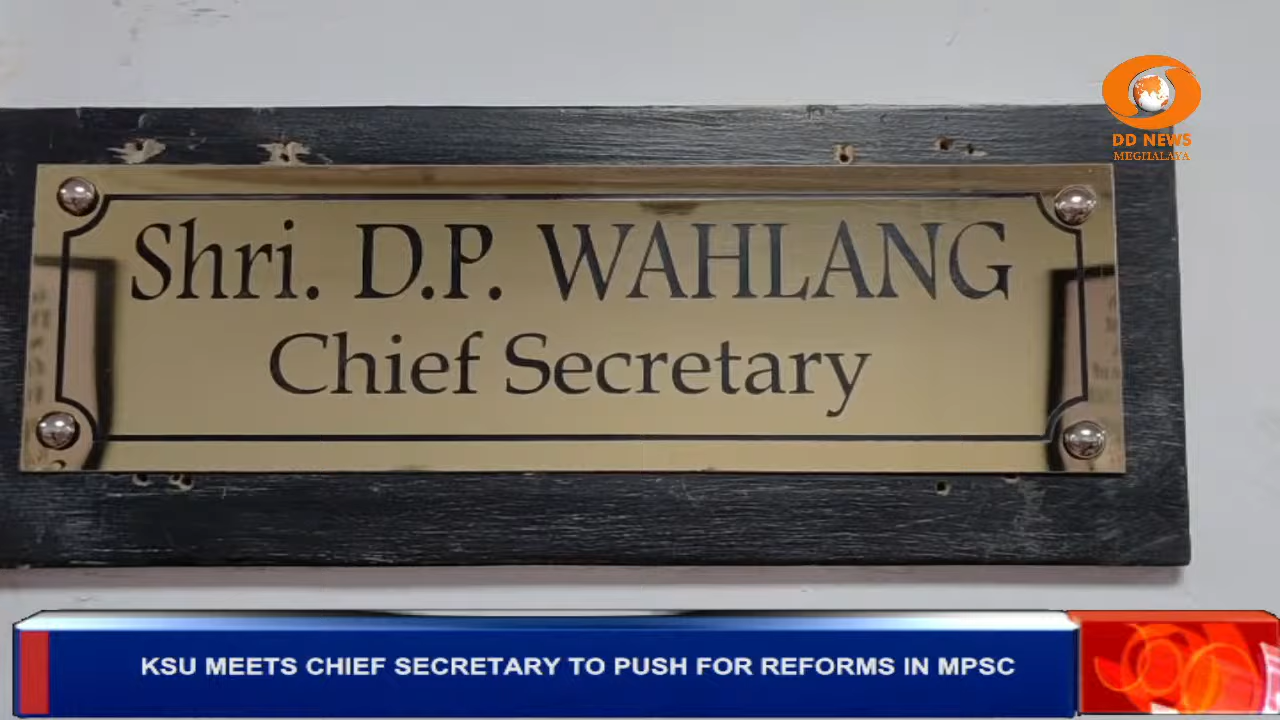 DD NEWS
MEGHALAYA
Shri. D.P. WAHLANG
Chief Secretary
KSU MEETS CHIEF SECRETARY TO PUSH FOR REFORMS IN MPSC